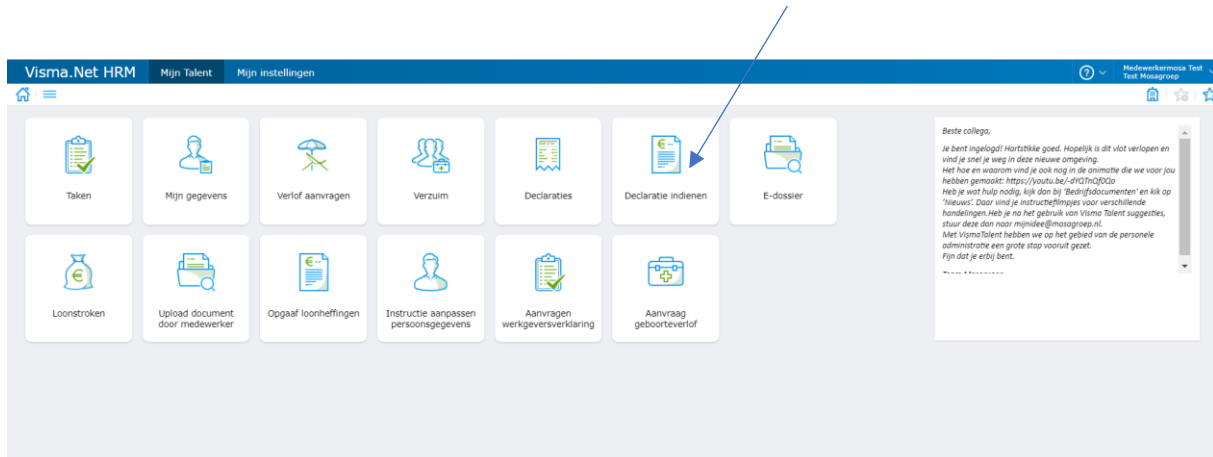 Visma.Net HRM Mijn Talent Mijn instellingen
Medewerkermosa Test
Test Mosagroep
Taken
Mijn gegevens
Verlof aanvragen
Verzuim
Declaraties
Declaratie indienen
E-dossier
Loonstroken
Upload document
door medewerker
Opgaaf loonheffingen
Instructie aanpassen
persoonsgegevens
Aanvragen
werkgeversverklaring
Aanvraag
geboorteverlof
Beste collega,
Je bent ingelogd! Hartstikke goed. Hopelijk is dit vlot verlopen en
vind je snel je weg in deze nieuwe omgeving.
Het hoe en waarom vind je ook nog in de animatie die we voor jou
hebben gemaakt: https://youtu.be/-dYQTnQf0Qo
Heb je wat hulp nodig, kijk dan bij 'Bedrijfsdocumenten' en kik op
'Nieuws'. Daar vind je instructiefilmpjes voor verschillende
handelingen.Heb je na het gebruik van Visma Talent suggesties,
stuur deze dan naar mijnidee@mosagroep.nl.
Met VismaTalent hebben we op het gebied van de personele
administratie een grote stap vooruit gezet.
Fijn dat je erbij bent.